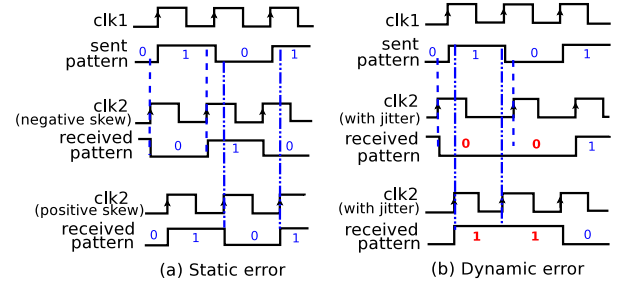 clk1
sent pattern
0 1 0 1
clk2
(negative skew)
received pattern
0 1 0
clk2
(positive skew)
received pattern
0 1 0 1
(a) Static error
clk1
sent pattern
0 1 0 1
clk2
(with jitter)
received pattern
0 0 1
clk2
(with jitter)
received pattern
1 1 0
(b) Dynamic error